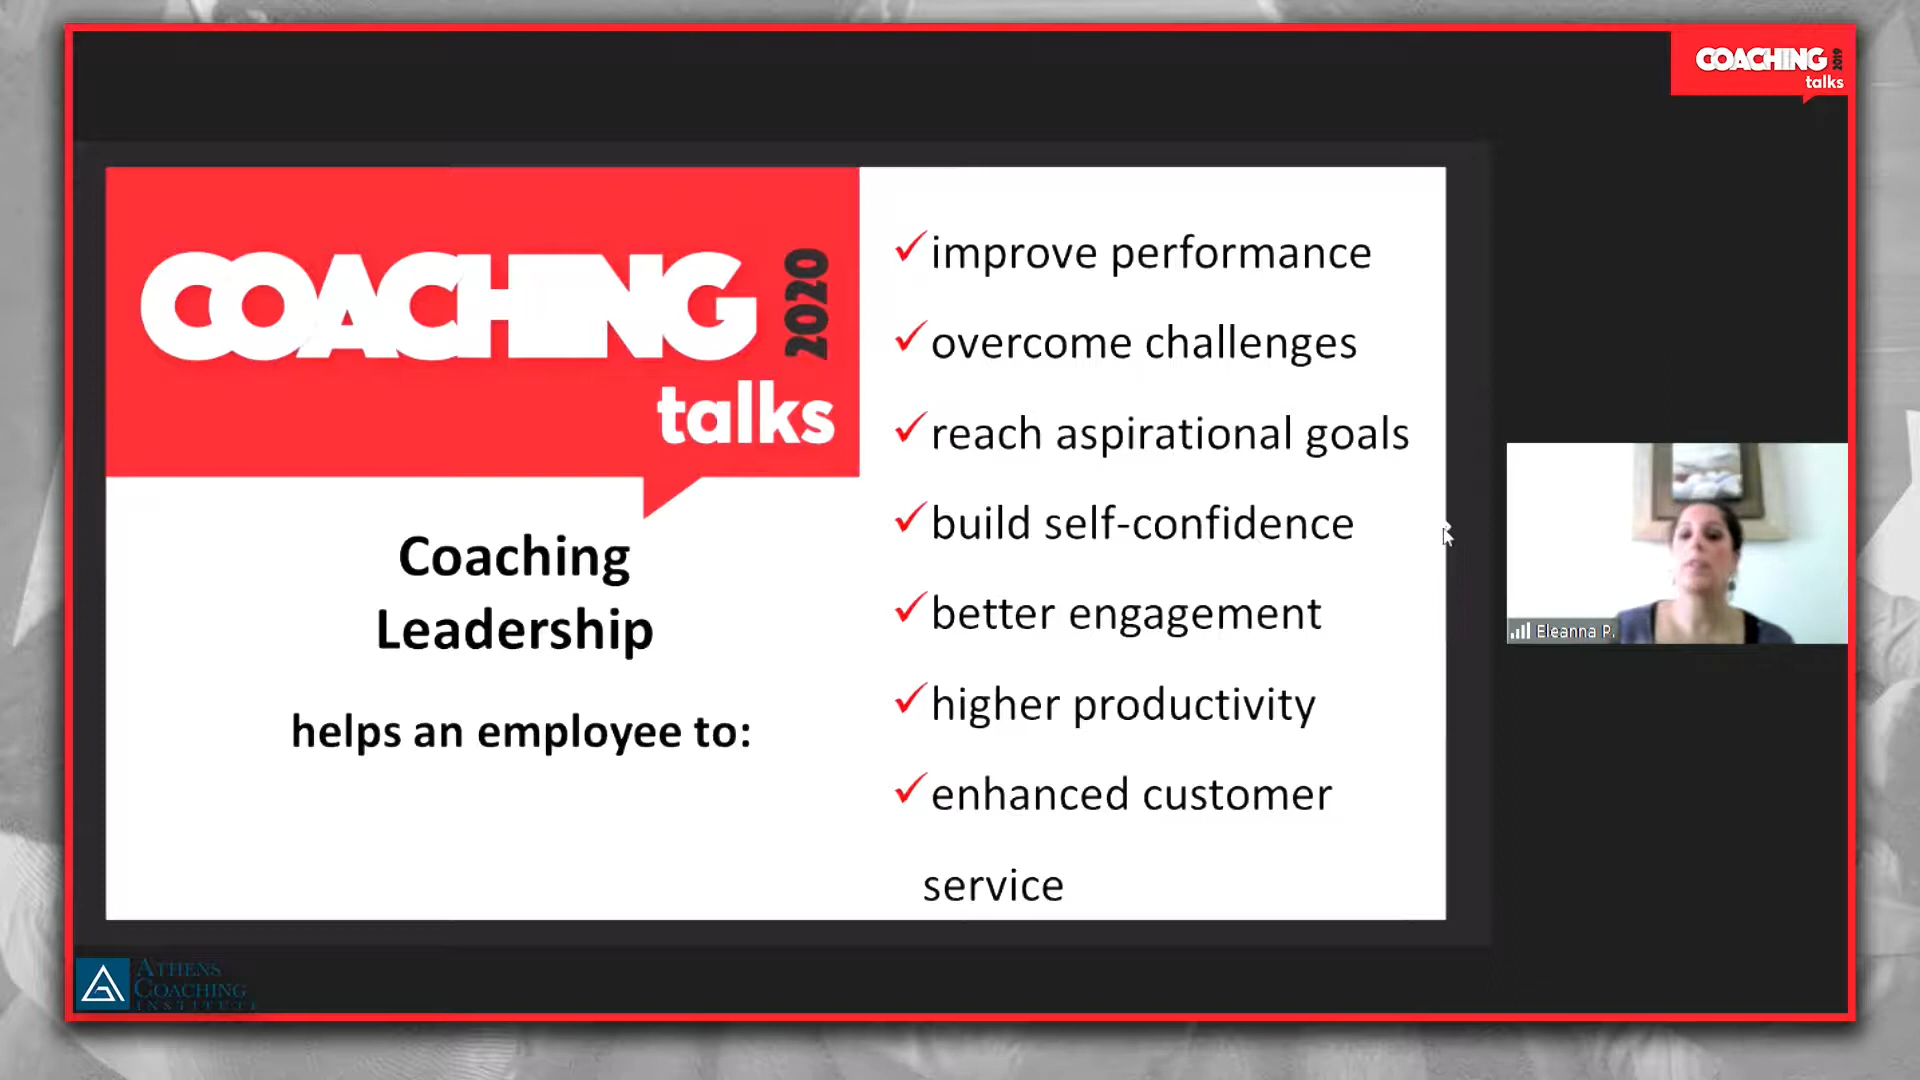 COACHING 2019
talks
COACHING 2020
talks
Coaching
Leadership
helps an employee to:
improve performance
overcome challenges
reach aspirational goals
build self-confidence
better engagement
higher productivity
enhanced customer
service
Eleanna P.
ATHENS
COACHING
INSTITUTE